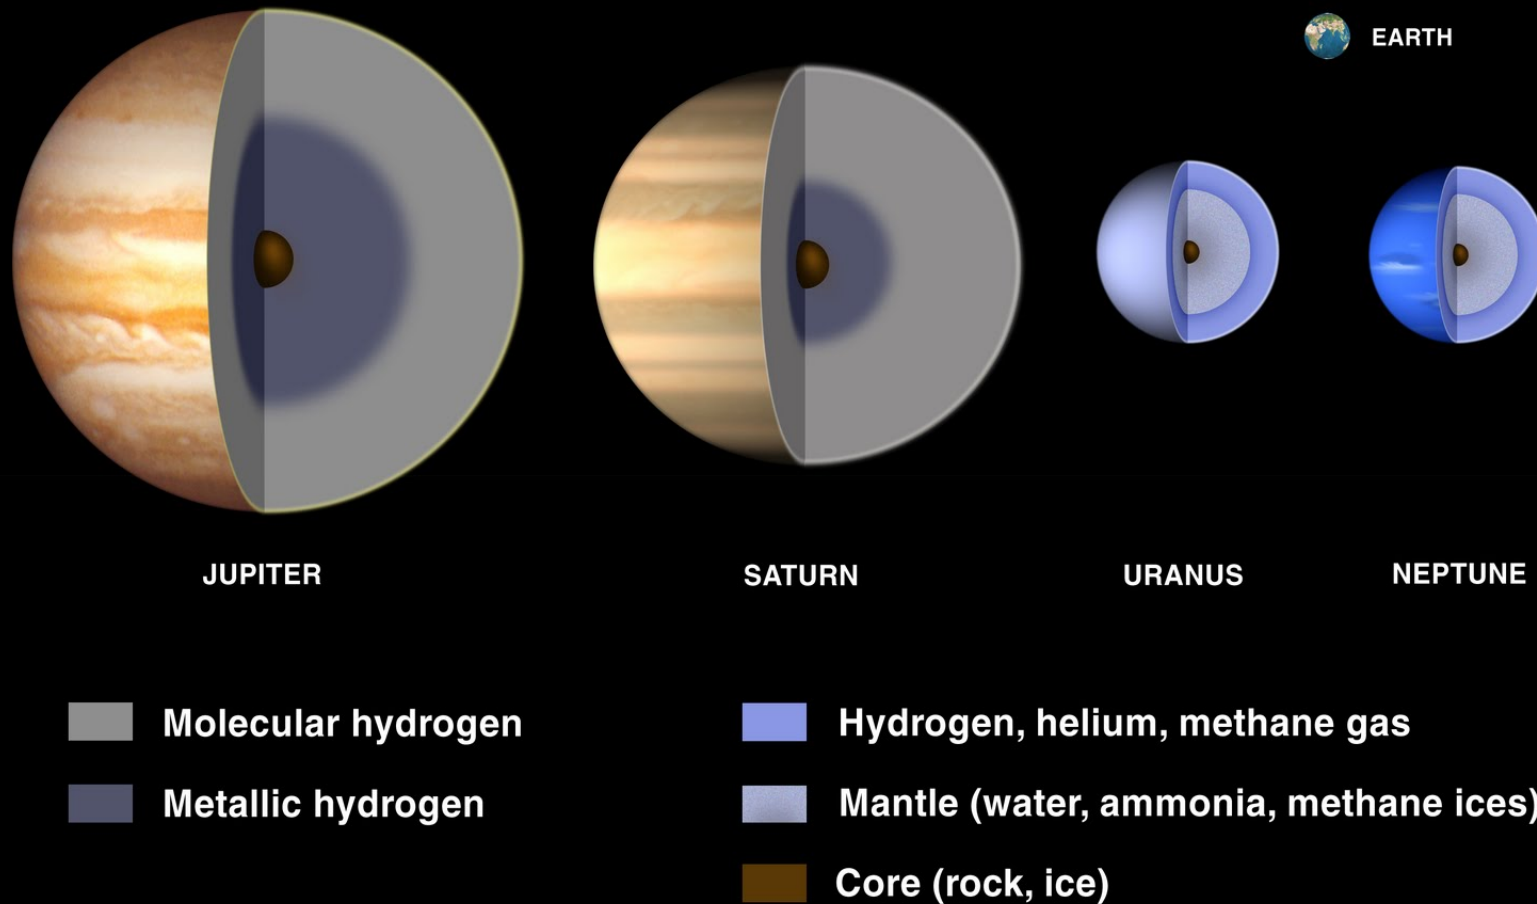 EARTH
JUPITER
SATURN
URANUS
NEPTUNE
Molecular hydrogen
Metallic hydrogen
Hydrogen, helium, methane gas
Mantle (water, ammonia, methane ices)
Core (rock, ice)